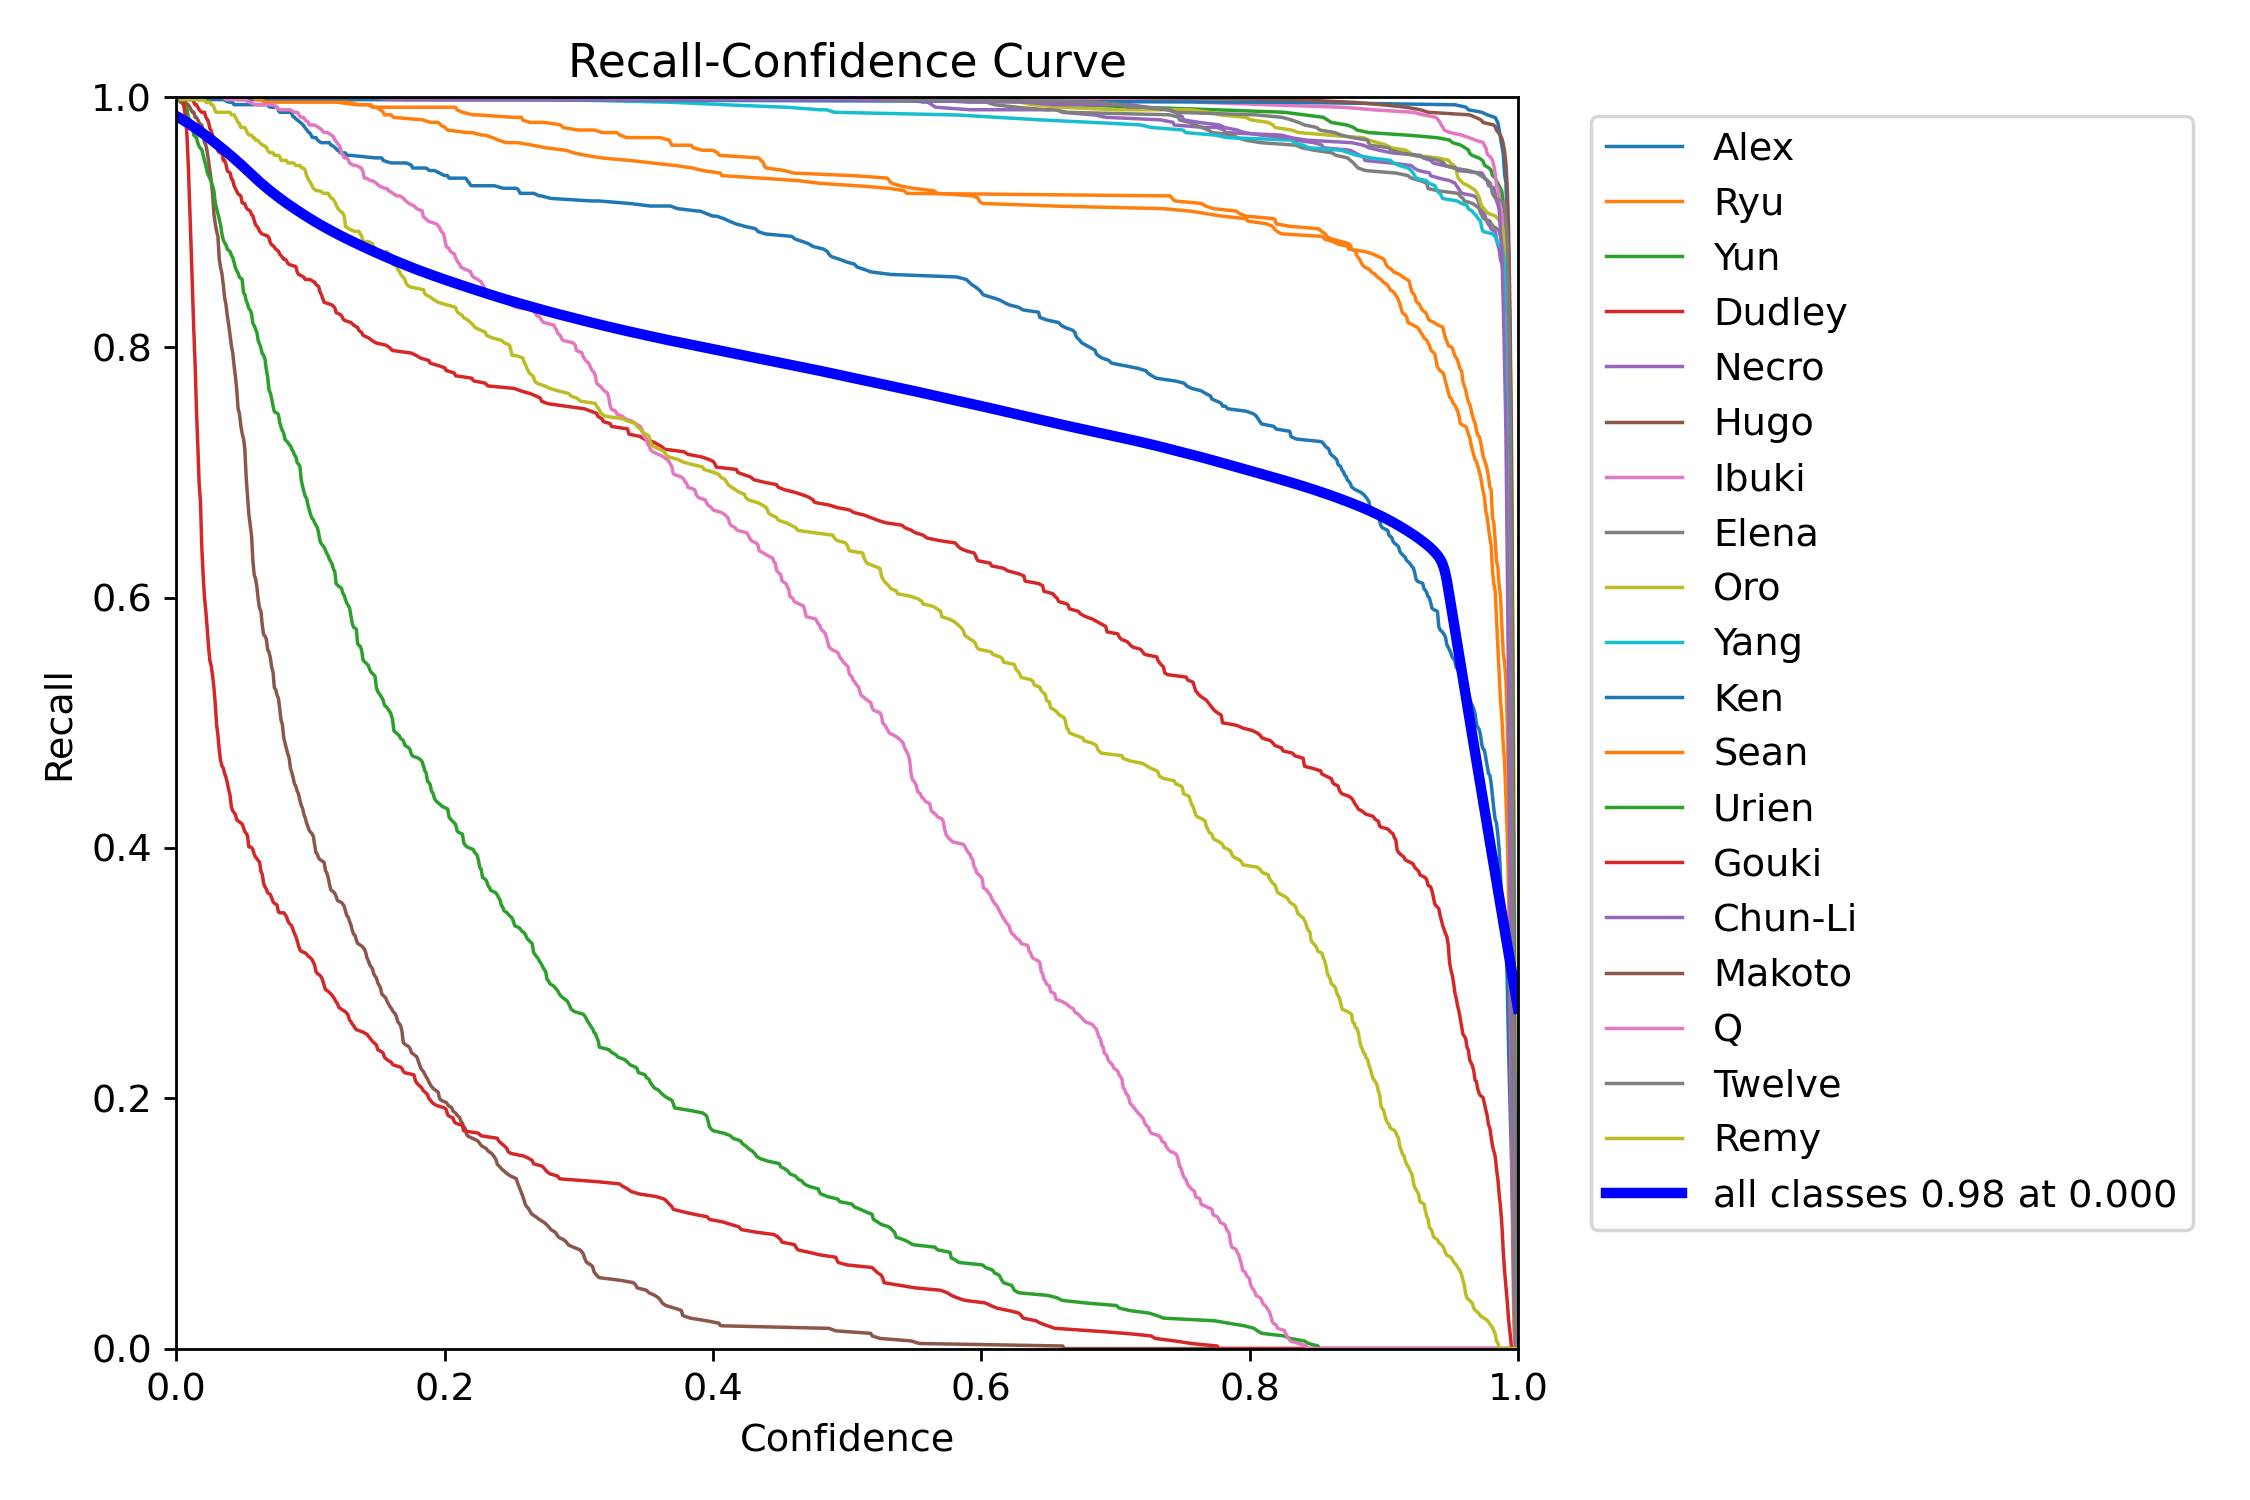 Recall-Confidence Curve
1.0
0.8
0.6
0.4
0.2
0.0
Recall
0.0 0.2 0.4 0.6 0.8 1.0
Confidence
Alex
Ryu
Yun
Dudley
Necro
Hugo
Ibuki
Elena
Oro
Yang
Ken
Sean
Urien
Gouki
Chun-Li
Makoto
Q
Twelve
Remy
all classes 0.98 at 0.000